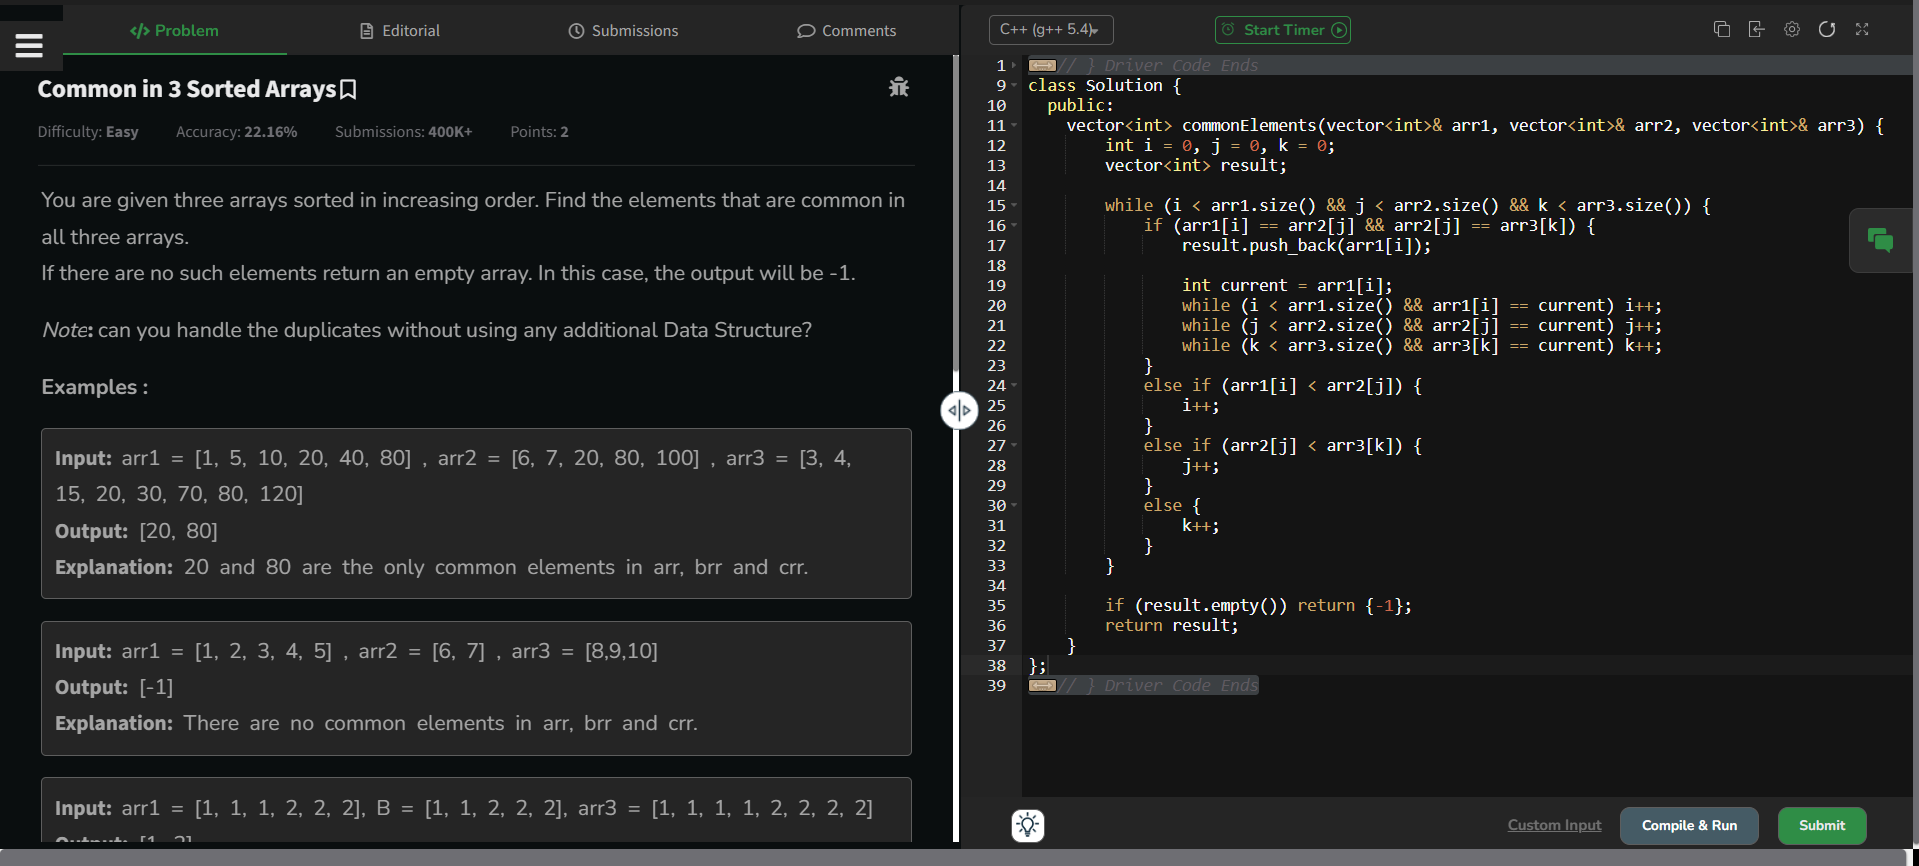 Problem
Editorial
Submissions
Comments
Common in 3 Sorted Arrays
Difficulty: Easy Accuracy: 22.16% Submissions: 400K+ Points: 2
You are given three arrays sorted in increasing order. Find the elements that are common in
all three arrays.
If there are no such elements return an empty array. In this case, the output will be -1.
Note: can you handle the duplicates without using any additional Data Structure?
Examples :
Input: arr1 = [1, 5, 10, 20, 40, 80] , arr2 = [6, 7, 20, 80, 100] , arr3 = [3, 4,
15, 20, 30, 70, 80, 120]
Output: [20, 80]
Explanation: 20 and 80 are the only common elements in arr, brr and crr.
Input: arr1 = [1, 2, 3, 4, 5] , arr2 = [6, 7] , arr3 = [8,9,10]
Output: [-1]
Explanation: There are no common elements in arr, brr and crr.
Input: arr1 = [1, 1, 1, 2, 2, 2], B = [1, 1, 2, 2, 2], arr3 = [1, 1, 1, 1, 2, 2, 2, 2]
Output: [1, 2]
C++ (g++ 5.4)
Start Timer
1 // } Driver Code Ends
9 class Solution {
10 public:
11 vector<int> commonElements(vector<int>& arr1, vector<int>& arr2, vector<int>& arr3) {
12 int i = 0, j = 0, k = 0;
13 vector<int> result;
14
15 while (i < arr1.size() && j < arr2.size() && k < arr3.size()) {
16 if (arr1[i] == arr2[j] && arr2[j] == arr3[k]) {
17 result.push_back(arr1[i]);
18
19 int current = arr1[i];
20 while (i < arr1.size() && arr1[i] == current) i++;
21 while (j < arr2.size() && arr2[j] == current) j++;
22 while (k < arr3.size() && arr3[k] == current) k++;
23 }
24 else if (arr1[i] < arr2[j]) {
25 i++;
26 }
27 else if (arr2[j] < arr3[k]) {
28 j++;
29 }
30 else {
31 k++;
32 }
33 }
34
35 if (result.empty()) return {-1};
36 return result;
37 }
38 };
39 // } Driver Code Ends
Custom Input
Compile & Run
Submit